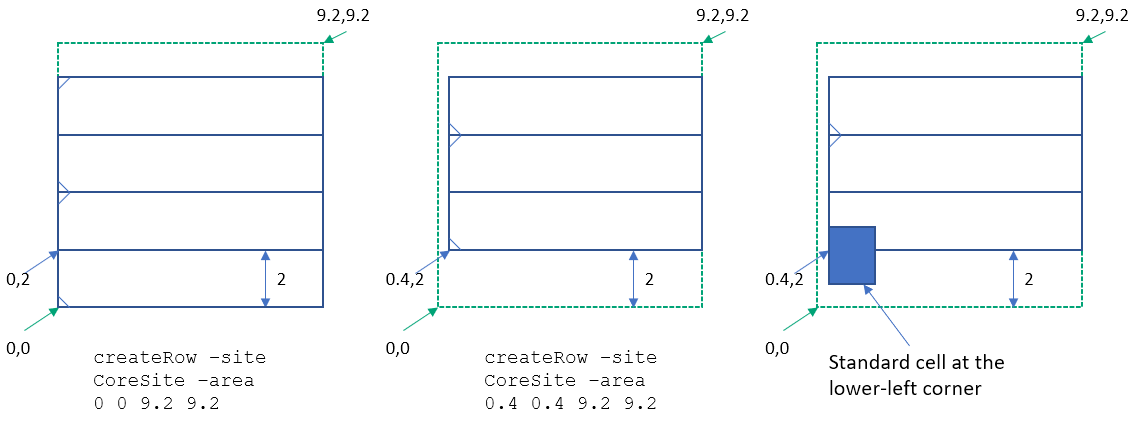 9.2,9.2
9.2,9.2
9.2,9.2
0,2
2
0.4,2
2
0.4,2
2
0,0
0,0
0,0
createRow –site
CoreSite –area
0 0 9.2 9.2
createRow –site
CoreSite –area
0.4 0.4 9.2 9.2
Standard cell at the
lower-left corner